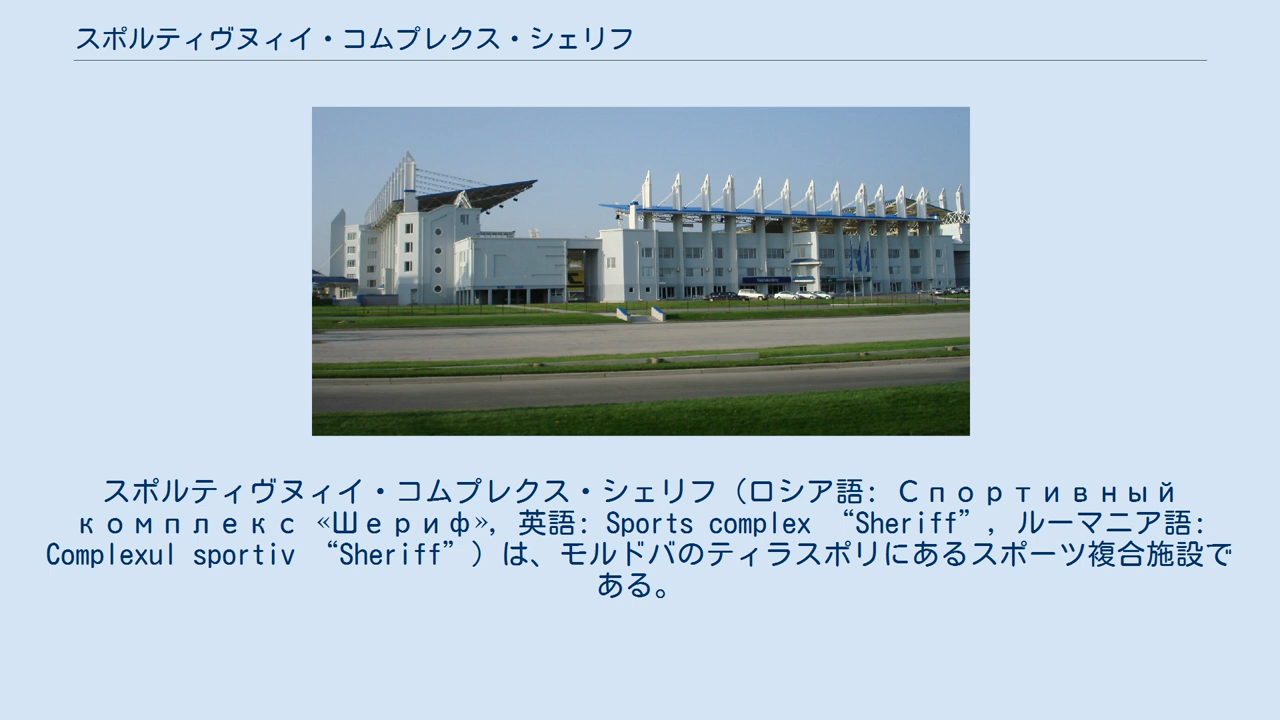 スポルティヴヌィイ・コムプレクス・シェリフ
スポルティヴヌィイ・コムプレクス・シェリフ（ロシア語: Спортивный
комплекс «Шериф», 英語: Sports complex “Sheriff”, ルーマニア語:
Complexul sportiv “Sheriff”）は、モルドバのティラスポリにあるスポーツ複合施設で
ある。